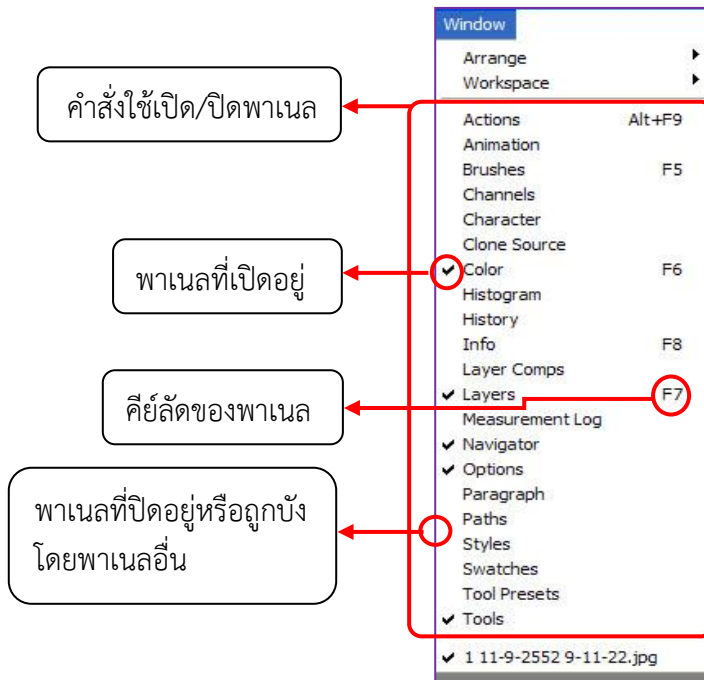 Window
Arrange
Workspace
คำสั่งใช้เปิด/ปิดพาเนล
Actions Alt+F9
Animation
Brushes F5
Channels
Character
Clone Source
พาเนลที่เปิดอยู่
Color F6
Histogram
History
Info F8
Layer Comps
คีย์ลัดของพาเนล
Layers F7
Measurement Log
Navigator
Options
Paragraph
พาเนลที่ปิดอยู่หรือถูกบัง
โดยพาเนลอื่น
Paths
Styles
Swatches
Tool Presets
Tools
1 11-9-2552 9-11-22.jpg